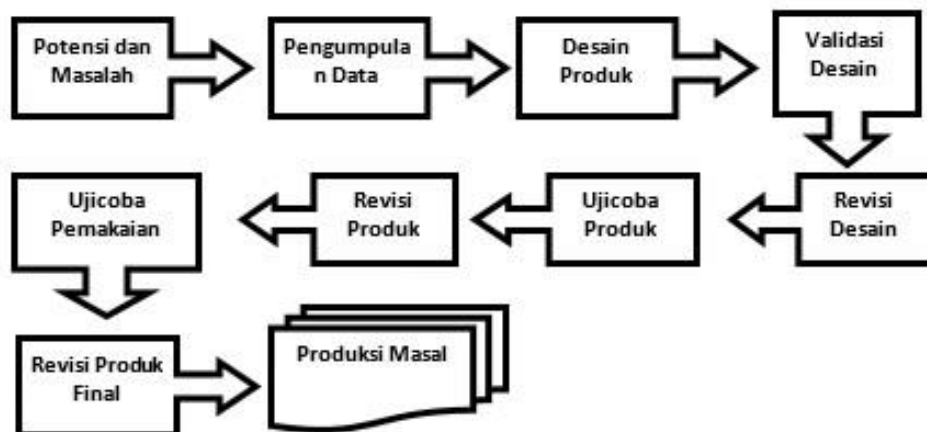 Potensi dan
Masalah
Pengumpula
n Data
Desain
Produk
Validasi
Desain
Revisi
Desain
Ujicoba
Produk
Revisi
Produk
Ujicoba
Pemakaian
Revisi Produk
Final
Produksi Masal